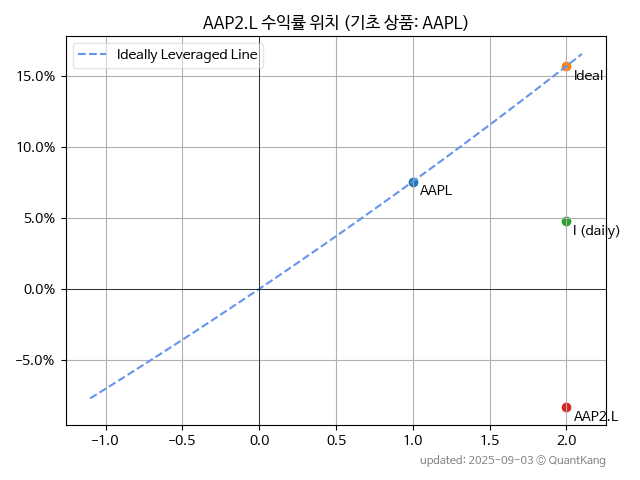 AAP2.L 수익률 위치 (기초 상품: AAPL)
Ideally Leveraged Line
15.0%
10.0%
5.0%
0.0%
−5.0%
Ideal
AAPL
I (daily)
AAP2.L
−1.0 −0.5 0.0 0.5 1.0 1.5 2.0
updated: 2025-09-03 © QuantKang